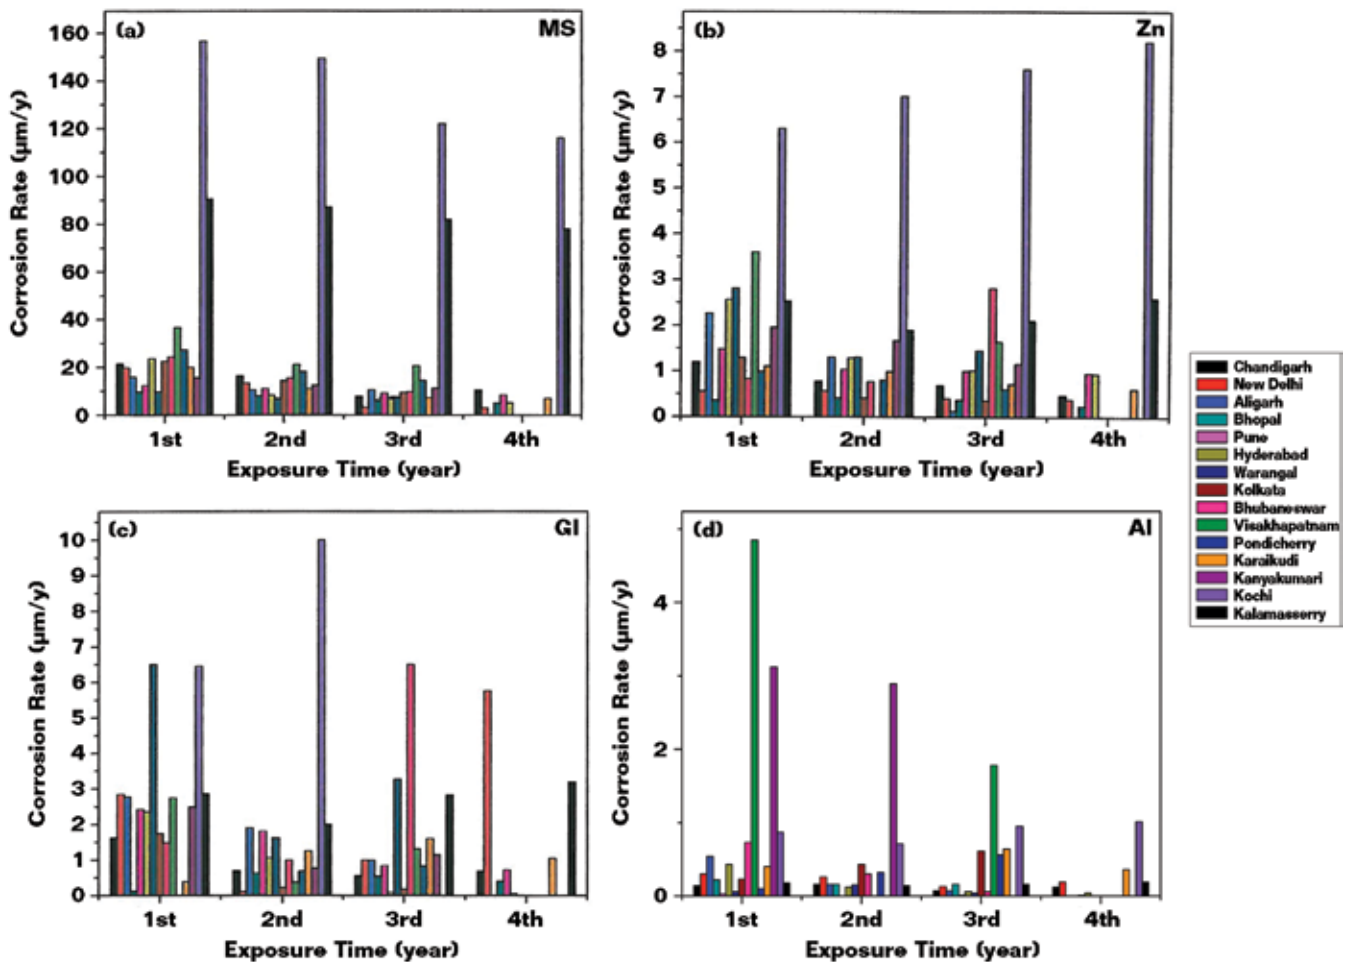 (a) MS
160
140
120
100
80
60
40
20
0
Corrosion Rate (µm/y)
1st 2nd 3rd 4th
Exposure Time (year)
(b) Zn
8
7
6
5
4
3
2
1
0
Corrosion Rate (µm/y)
1st 2nd 3rd 4th
Exposure Time (year)
Chandigarh
New Delhi
Aligarh
Bhopal
Pune
Hyderabad
Warangal
Kolkata
Bhubaneswar
Visakhapatnam
Pondicherry
Karaikudi
Kanyakumari
Kochi
Kalamasserry
(c) GI
10
9
8
7
6
5
4
3
2
1
0
Corrosion Rate (µm/y)
1st 2nd 3rd 4th
Exposure Time (year)
(d) Al
4
2
0
Corrosion Rate (µm/y)
1st 2nd 3rd 4th
Exposure Time (year)